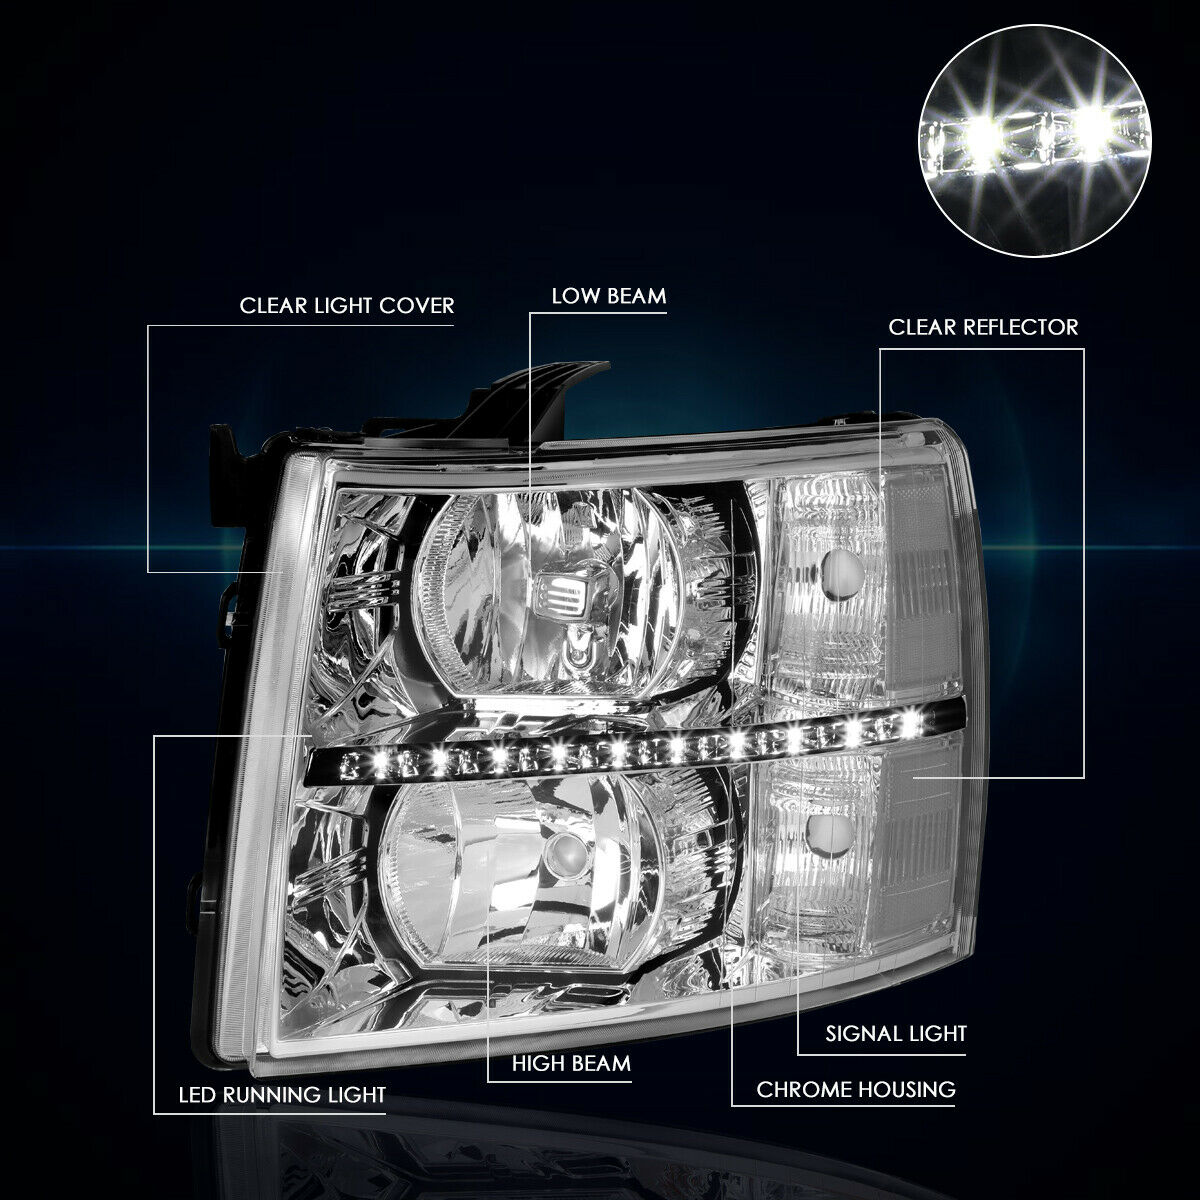 LOW BEAM
CLEAR LIGHT COVER
CLEAR REFLECTOR
SIGNAL LIGHT
HIGH BEAM
CHROME HOUSING
LED RUNNING LIGHT